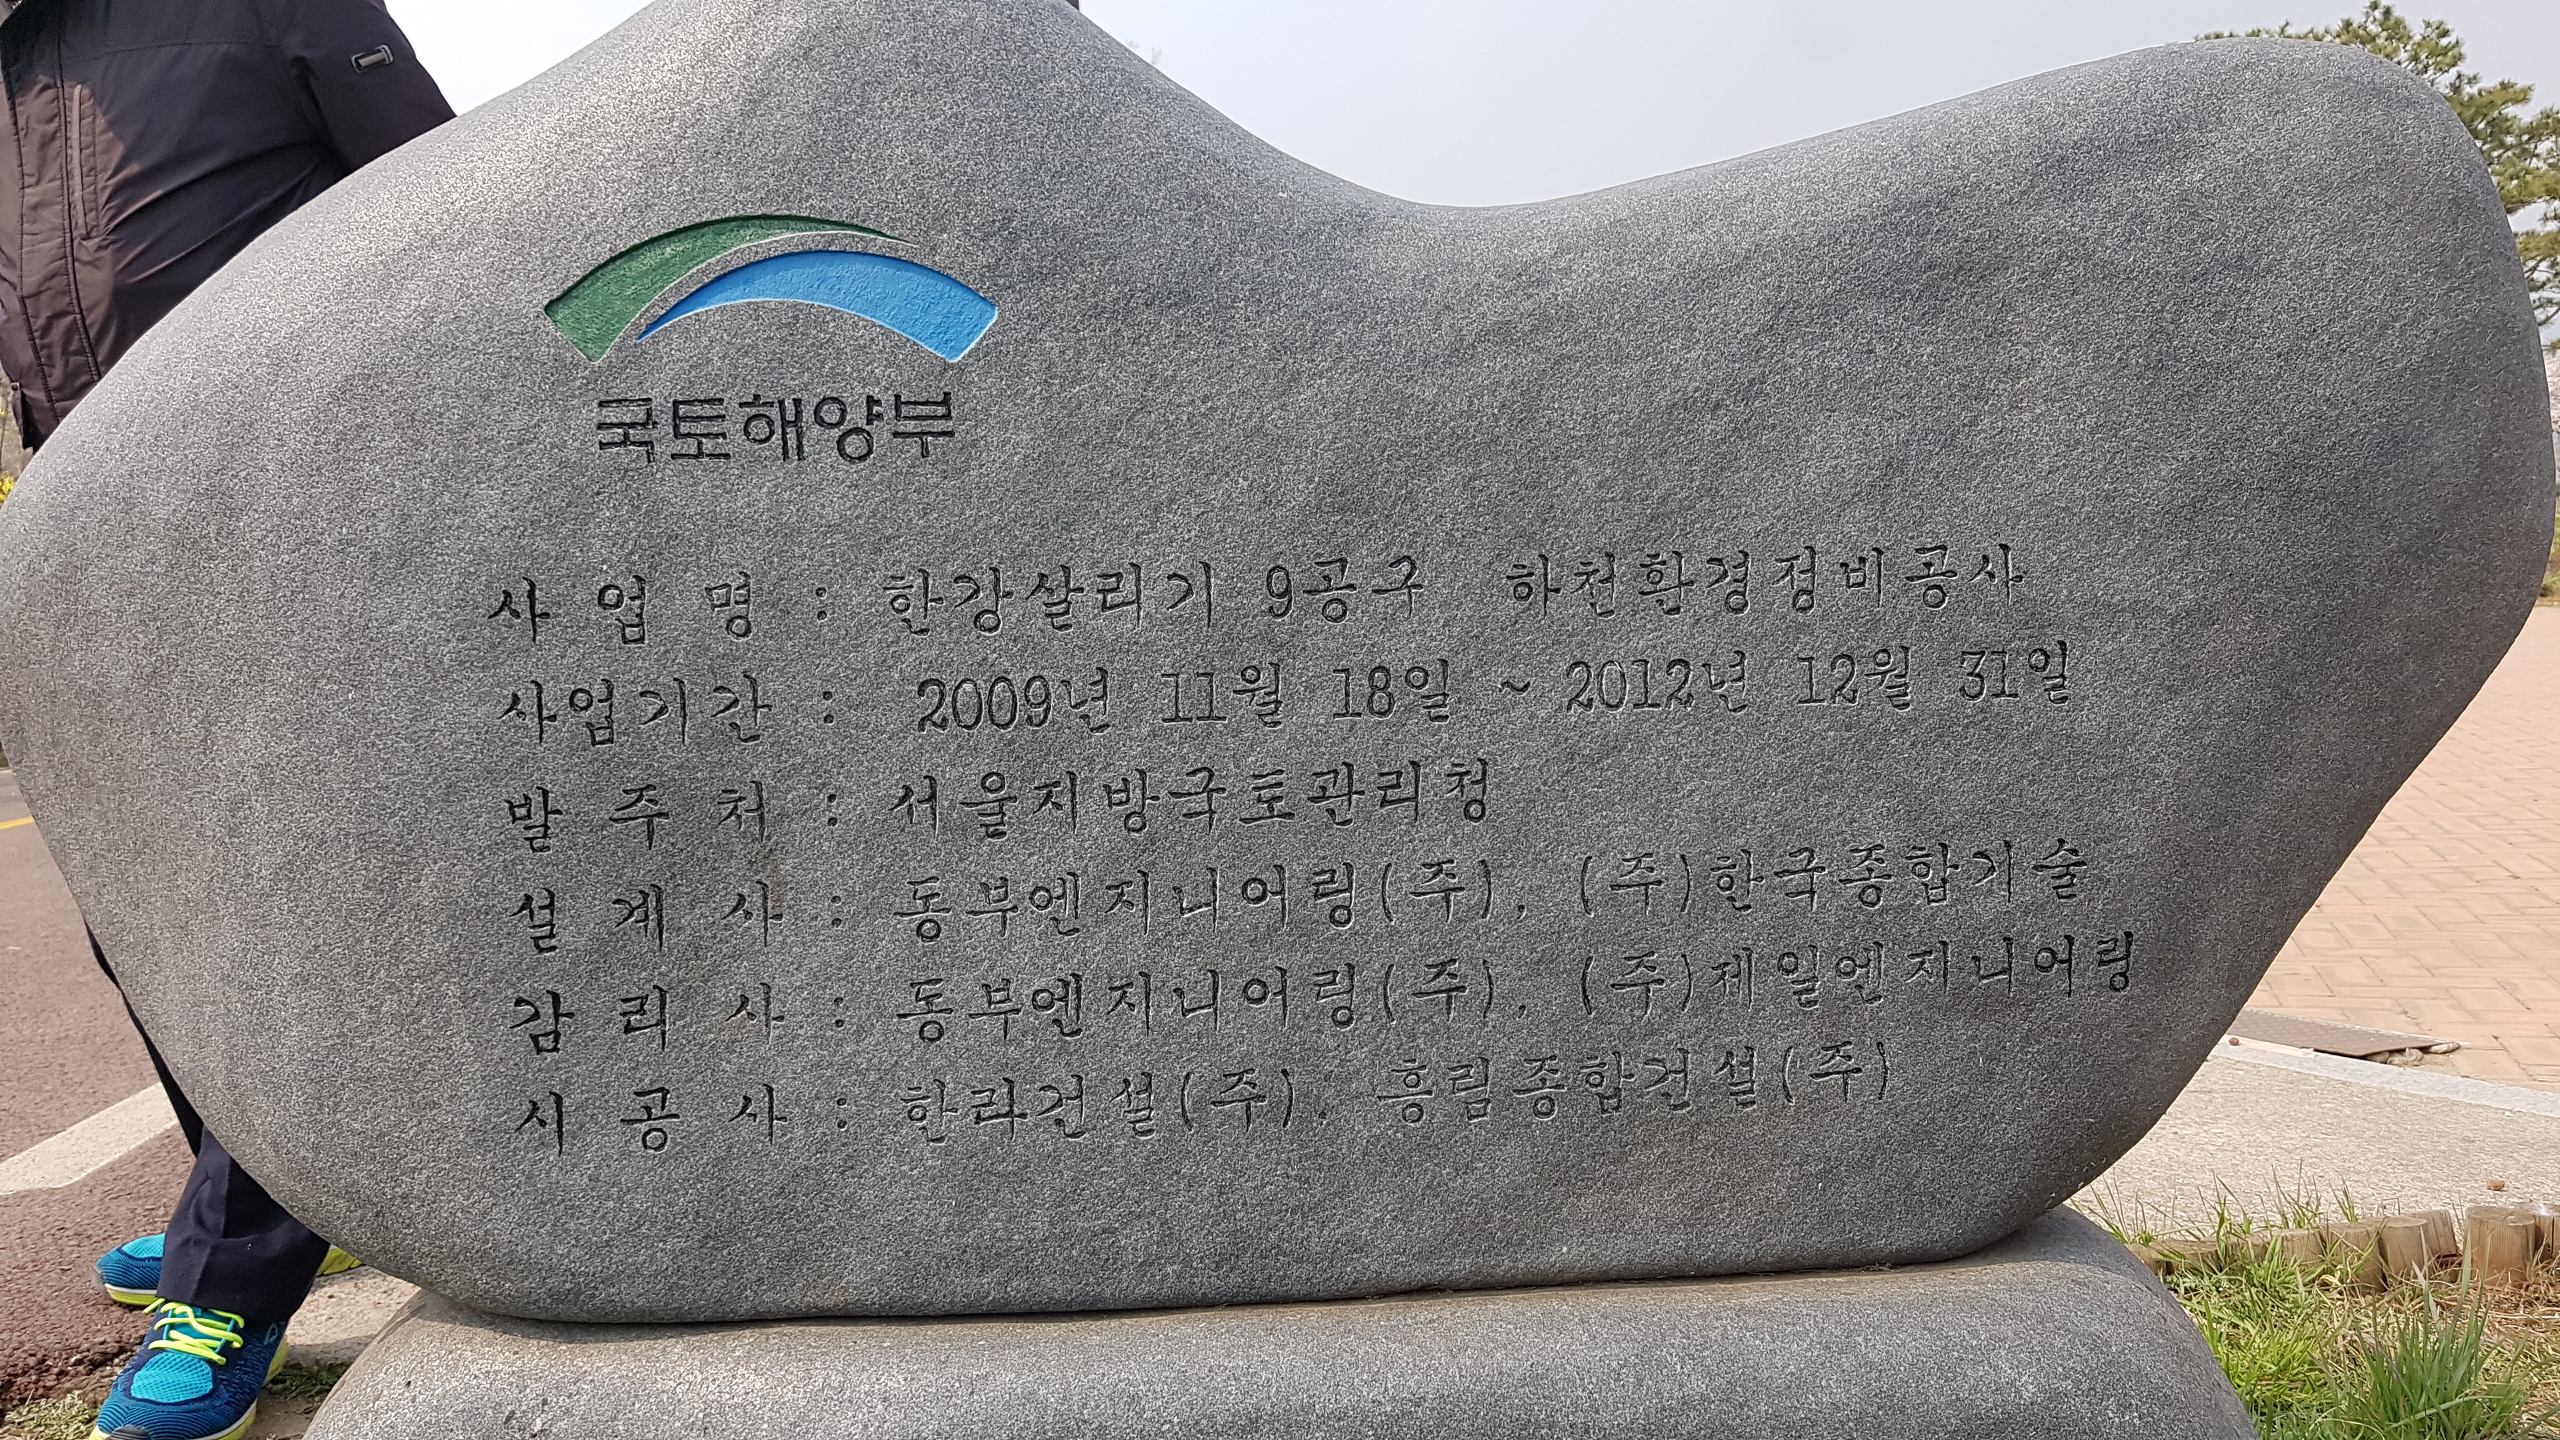 국토해양부
사 업 명 : 한강살리기 9공구 하천환경정비공사
사업기간 : 2009년 11월 18일 ~ 2012년 12월 31일
발 주 처 : 서울지방국토관리청
설 계 사 : 동부엔지니어링(주), (주)한국종합기술
감 리 사 : 동부엔지니어링(주), (주)제일엔지니어링
시 공 사 : 한라건설(주), 흥림종합건설(주)